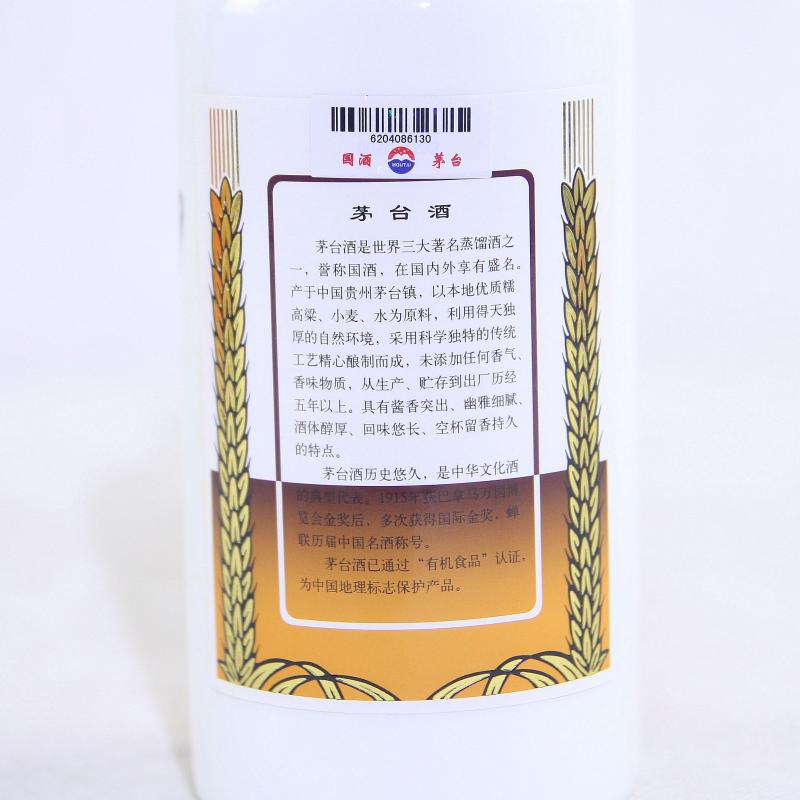 6204086130
国酒 MOUTAI 茅台
茅台酒
茅台酒是世界三大著名蒸馏酒之
一，誉称国酒，在国内外享有盛名。
产于中国贵州茅台镇，以本地优质糯
高粱、小麦、水为原料，利用得天独
厚的自然环境，采用科学独特的传统
工艺精心酿制而成，未添加任何香气、
香味物质，从生产、贮存到出厂历经
五年以上。具有酱香突出、幽雅细腻、
酒体醇厚、回味悠长、空杯留香持久
的特点。
茅台酒历史悠久，是中华文化酒
的典型代表。1915年获巴拿马万国博
览会金奖后，多次获得国际金奖，蝉
联历届中国名酒称号。
茅台酒已通过“有机食品”认证，
为中国地理标志保护产品。